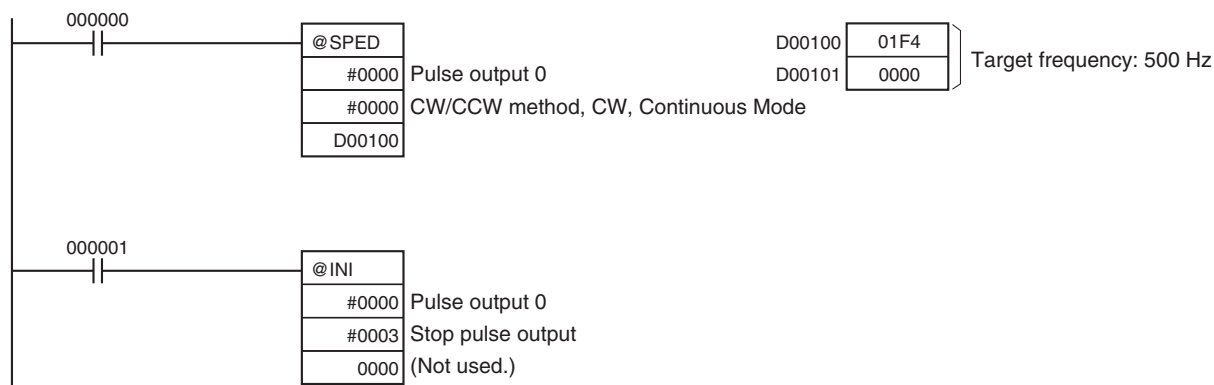 000000
@SPED
#0000 Pulse output 0
#0000 CW/CCW method, CW, Continuous Mode
D00100
D00100 01F4
D00101 0000
Target frequency: 500 Hz
000001
@INI
#0000 Pulse output 0
#0003 Stop pulse output
0000 (Not used.)